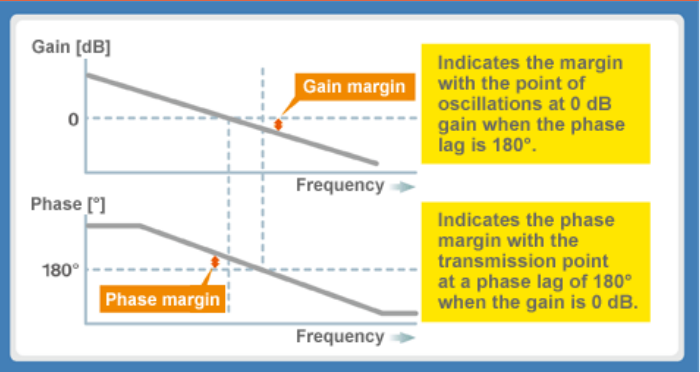 Gain [dB]
Gain margin
0
Frequency
Indicates the margin
with the point of
oscillations at 0 dB
gain when the phase
lag is 180°.
Phase [°]
180°
Phase margin
Frequency
Indicates the phase
margin with the
transmission point
at a phase lag of 180°
when the gain is 0 dB.